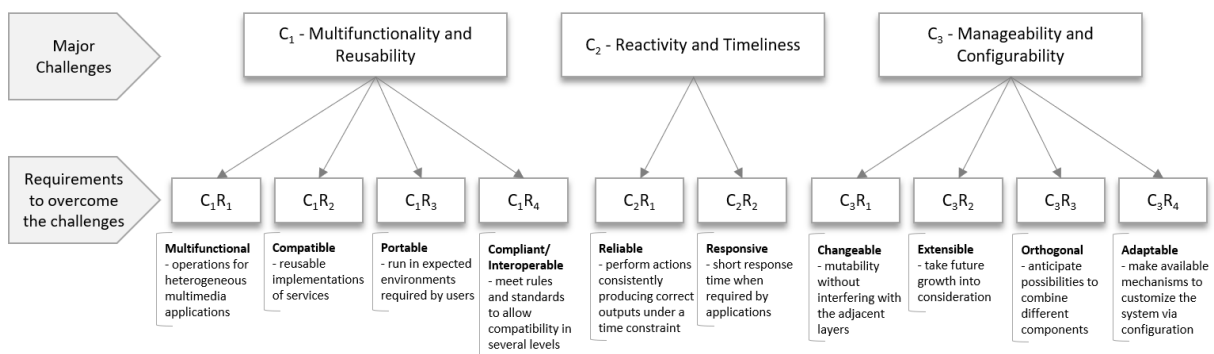 Major
Challenges
C₁ - Multifunctionality and
Reusability
C₂ - Reactivity and Timeliness
C₃ - Manageability and
Configurability
Requirements
to overcome
the challenges
C₁R₁
C₁R₂
C₁R₃
C₁R₄
C₂R₁
C₂R₂
C₃R₁
C₃R₂
C₃R₃
C₃R₄
Multifunctional
- operations for
heterogeneous
multimedia
applications
Compatible
- reusable
implementations
of services
Portable
- run in expected
environments
required by users
Compliant/
Interoperable
- meet rules
and standards
to allow
compatibility in
several levels
Reliable
- perform actions
consistently
producing correct
outputs under a
time constraint
Responsive
- short response
time when
required by
applications
Changeable
- mutability
without
interfering with
the adjacent
layers
Extensible
- take future
growth into
consideration
Orthogonal
- anticipate
possibilities to
combine
different
components
Adaptable
- make available
mechanisms to
customize the
system via
configuration